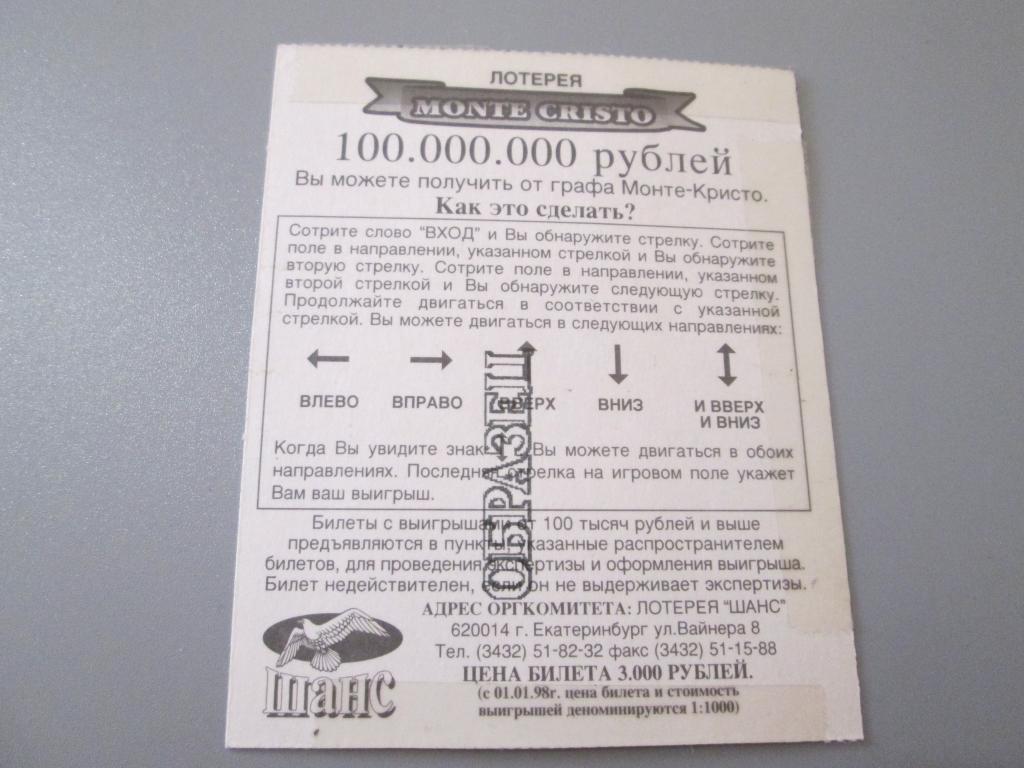 ЛОТЕРЕЯ
MONTE CRISTO
100.000.000 рублей
Вы можете получить от графа Монте-Кристо.
Как это сделать?
Сотрите слово "ВХОД" и Вы обнаружите стрелку. Сотрите
поле в направлении, указанном стрелкой и Вы обнаружите
вторую стрелку. Сотрите поле в направлении, указанном
второй стрелкой и Вы обнаружите следующую стрелку.
Продолжайте двигаться в соответствии с указанной
стрелкой. Вы можете двигаться в следующих направлениях:
← → ↑ ↓ ↕
ВЛЕВО ВПРАВО ВВЕРХ ВНИЗ И ВВЕРХ
И ВНИЗ
Когда Вы увидите знак Вы можете двигаться в обоих
направлениях. Последняя стрелка на игровом поле укажет
Вам ваш выигрыш.
ОБРАЗЕЦ
Билеты с выигрышами от 100 тысяч рублей и выше
предъявляются в пункты, указанные распространителем
билетов, для проведения экспертизы и оформления выигрыша.
Билет недействителен, если он не выдерживает экспертизы.
АДРЕС ОРГКОМИТЕТА: ЛОТЕРЕЯ "ШАНС"
620014 г. Екатеринбург ул.Вайнера 8
Тел. (3432) 51-82-32 факс (3432) 51-15-88
ЦЕНА БИЛЕТА 3.000 РУБЛЕЙ.
(с 01.01.98г. цена билета и стоимость
выигрышей деноминируются 1:1000)
шанс